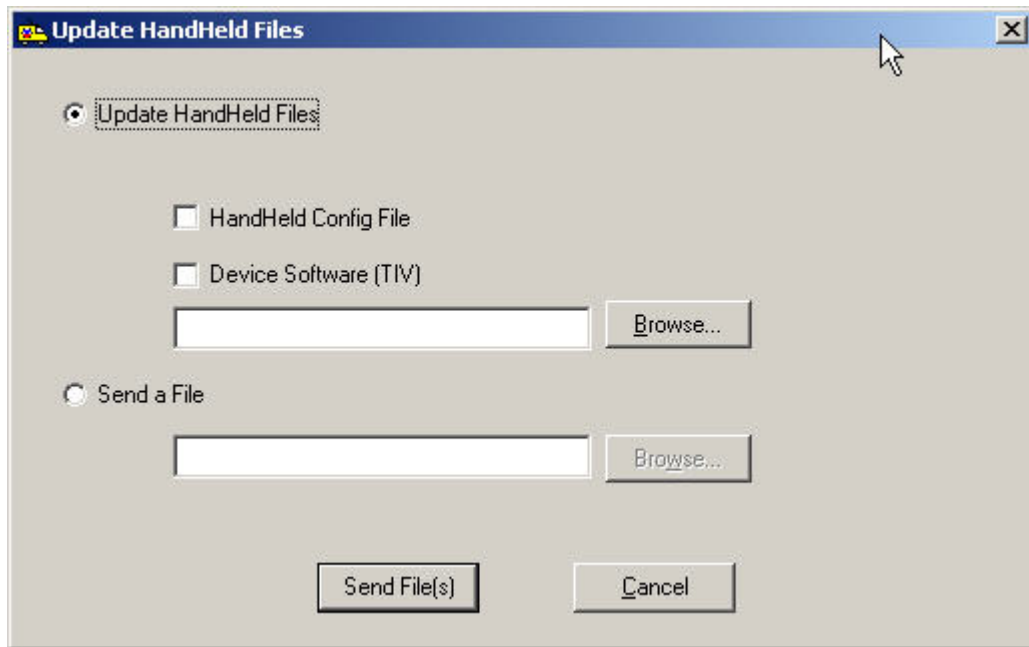 Update HandHeld Files
Update HandHeld Files
HandHeld Config File
Device Software (TIV)
Browse...
Send a File
Browse...
Send File(s) Cancel